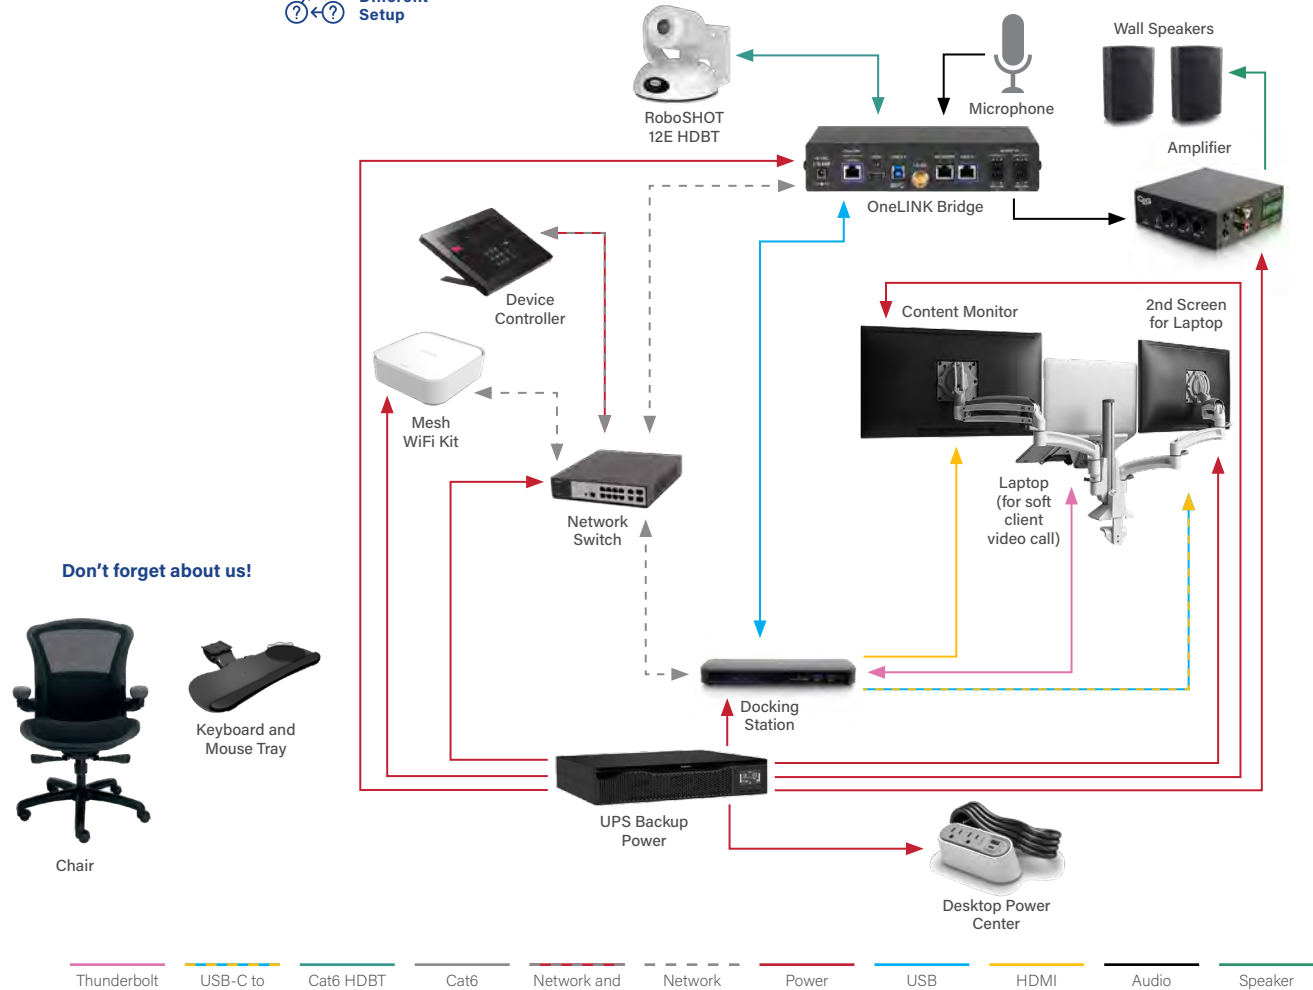 Different
Setup
Wall Speakers
Microphone
RoboSHOT
12E HDBT
Amplifier
OneLINK Bridge
Device
Controller
Content Monitor
2nd Screen
for Laptop
Mesh
WiFi Kit
Laptop
(for soft
client
video call)
Network
Switch
Don't forget about us!
Keyboard and
Mouse Tray
Docking
Station
UPS Backup
Power
Chair
Desktop Power
Center
Thunderbolt
USB-C to
Cat6 HDBT
Cat6
Network and
Network
Power
USB
HDMI
Audio
Speaker